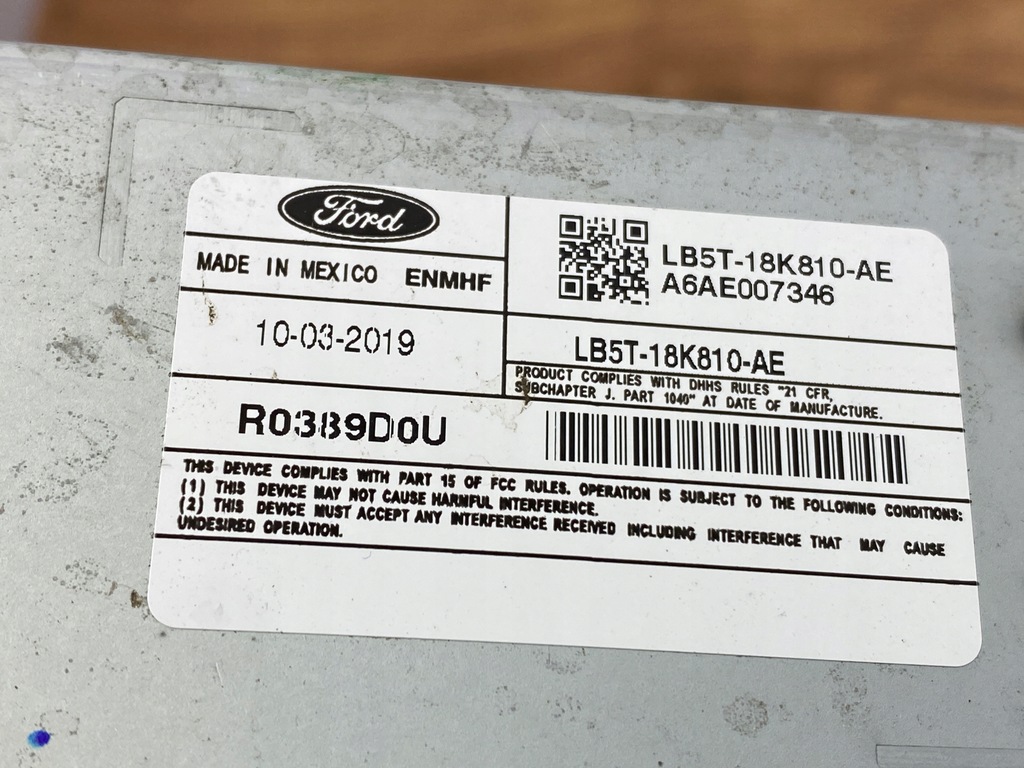 Ford
MADE IN MEXICO ENMHF
10-03-2019
LB5T-18K810-AE
A6AE007346
LB5T-18K810-AE
PRODUCT COMPLIES WITH DHHS RULES "21 CFR,
SUBCHAPTER J. PART 1040" AT DATE OF MANUFACTURE.
R0389D0U
THIS DEVICE COMPLIES WITH PART 15 OF FCC RULES. OPERATION IS SUBJECT TO THE FOLLOWING CONDITIONS:
(1) THIS DEVICE MAY NOT CAUSE HARMFUL INTERFERENCE.
(2) THIS DEVICE MUST ACCEPT ANY INTERFERENCE RECEIVED INCLUDING INTERFERENCE THAT MAY CAUSE
UNDESIRED OPERATION.